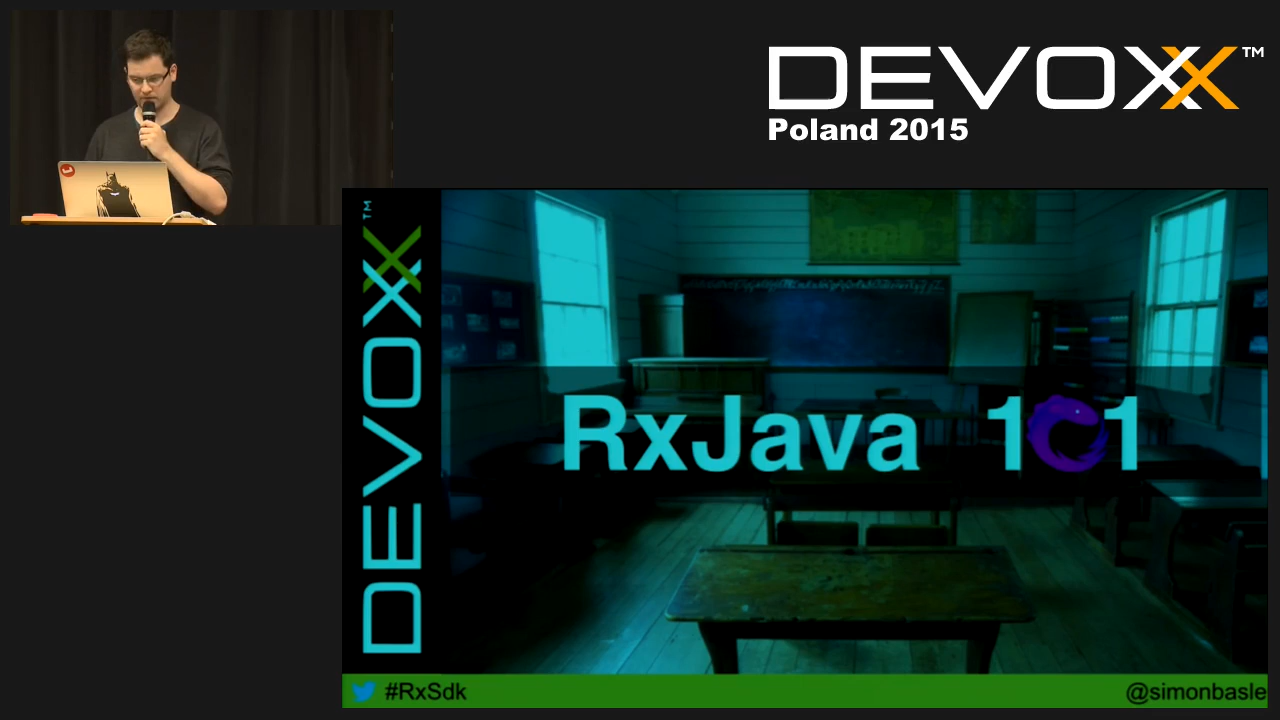 DEVOXX™
Poland 2015
DEVOXX™
RxJava 101
#RxSdk
@simonbasle